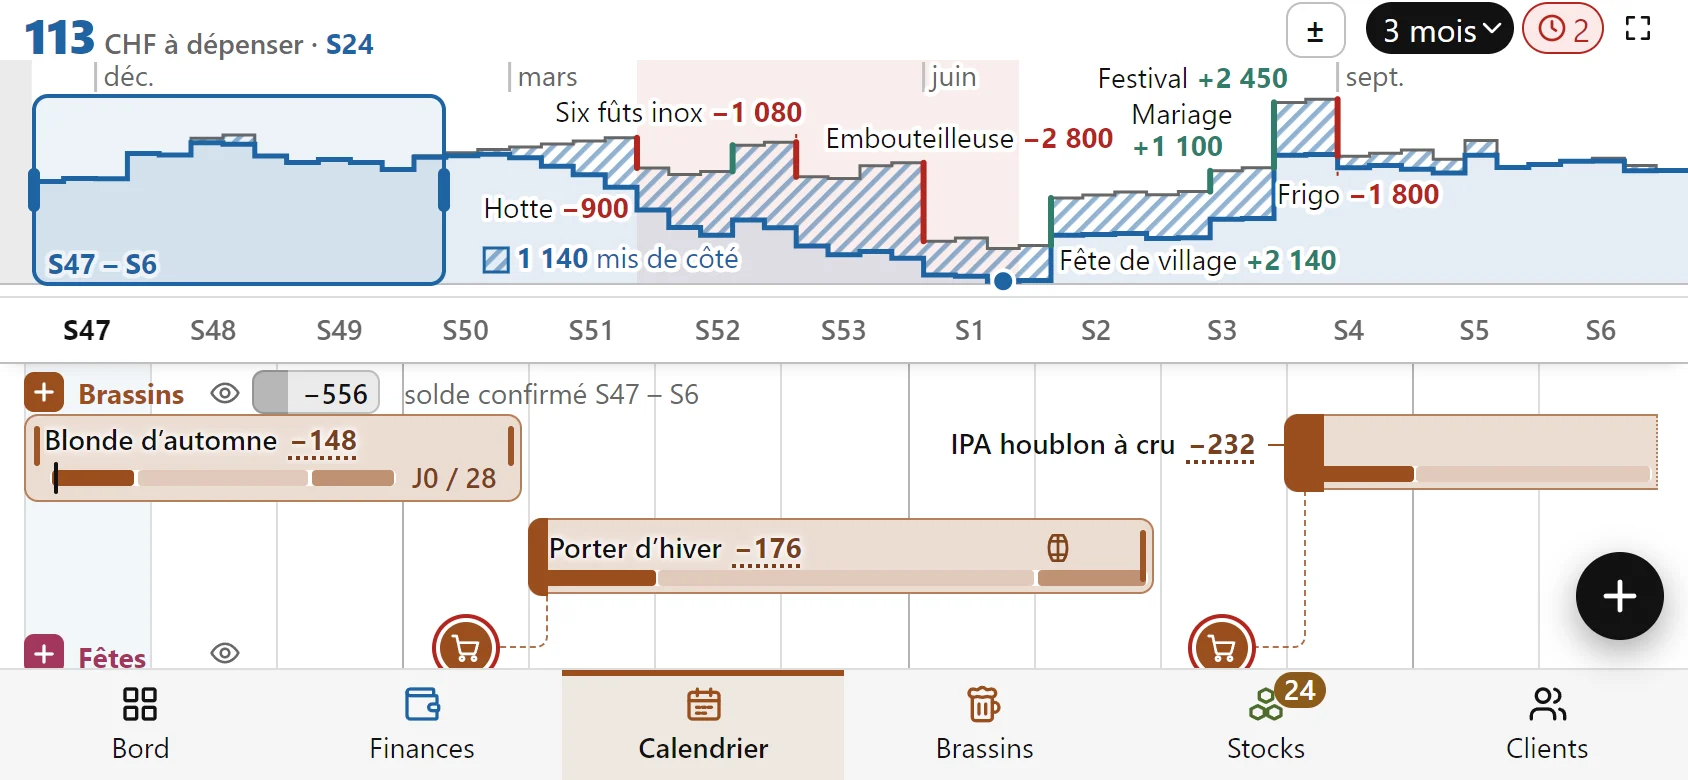 113 CHF à dépenser · S24
±
3 mois
2
déc.
mars
juin
sept.
Festival +2 450
Six fûts inox −1 080
Mariage
+1 100
Embouteilleuse −2 800
Hotte −900
Frigo −1 800
S47 – S6
1 140 mis de côté
Fête de village +2 140
S47 S48 S49 S50 S51 S52 S53 S1 S2 S3 S4 S5 S6
+ Brassins −556 solde confirmé S47 – S6
Blonde d’automne −148
J0 / 28
IPA houblon à cru −232
Porter d’hiver −176
+ Fêtes
+
24
Bord Finances Calendrier Brassins Stocks Clients